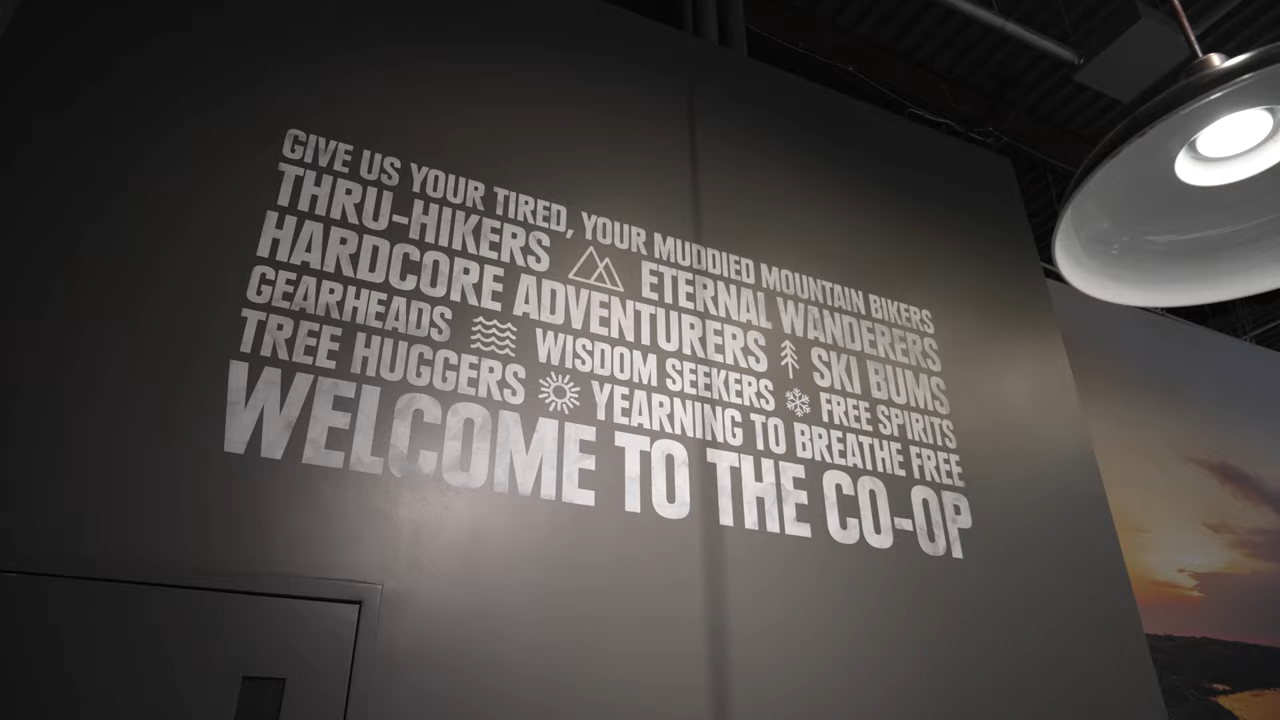 GIVE US YOUR TIRED, YOUR MUDDIED MOUNTAIN BIKERS
THRU-HIKERS ETERNAL WANDERERS
HARDCORE ADVENTURERS SKI BUMS
GEARHEADS WISDOM SEEKERS FREE SPIRITS
TREE HUGGERS YEARNING TO BREATHE FREE
WELCOME TO THE CO-OP